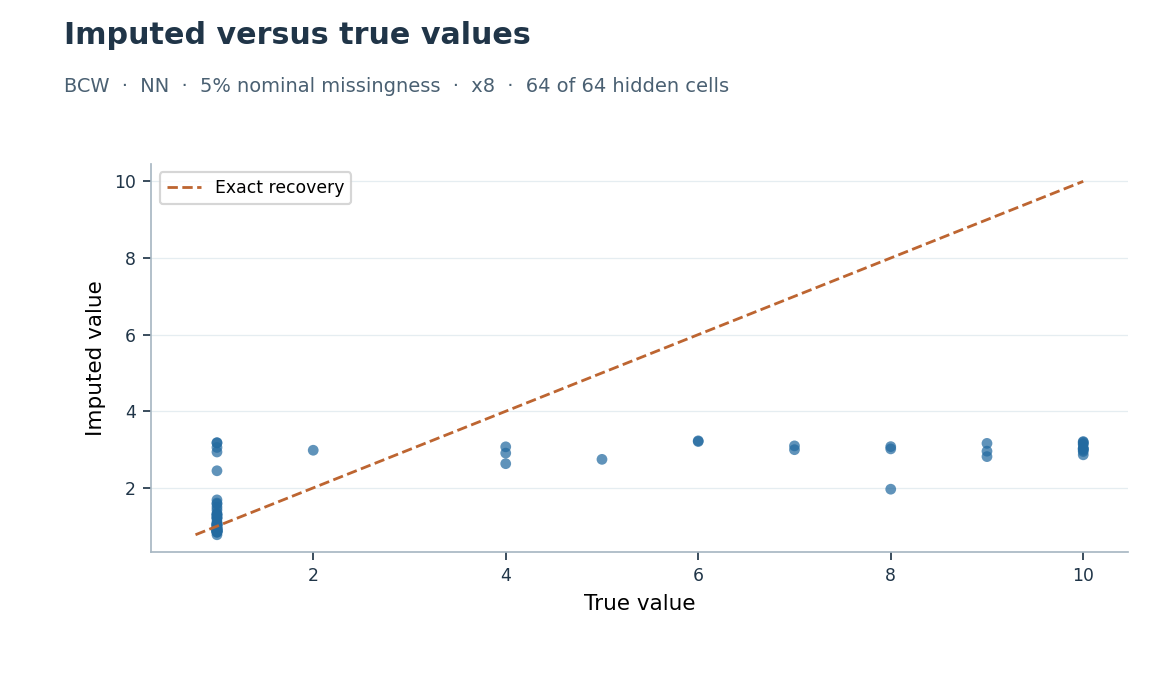 Imputed versus true values
BCW · NN · 5% nominal missingness · x8 · 64 of 64 hidden cells
Exact recovery
10
8
6
4
2
Imputed value
2 4 6 8 10
True value